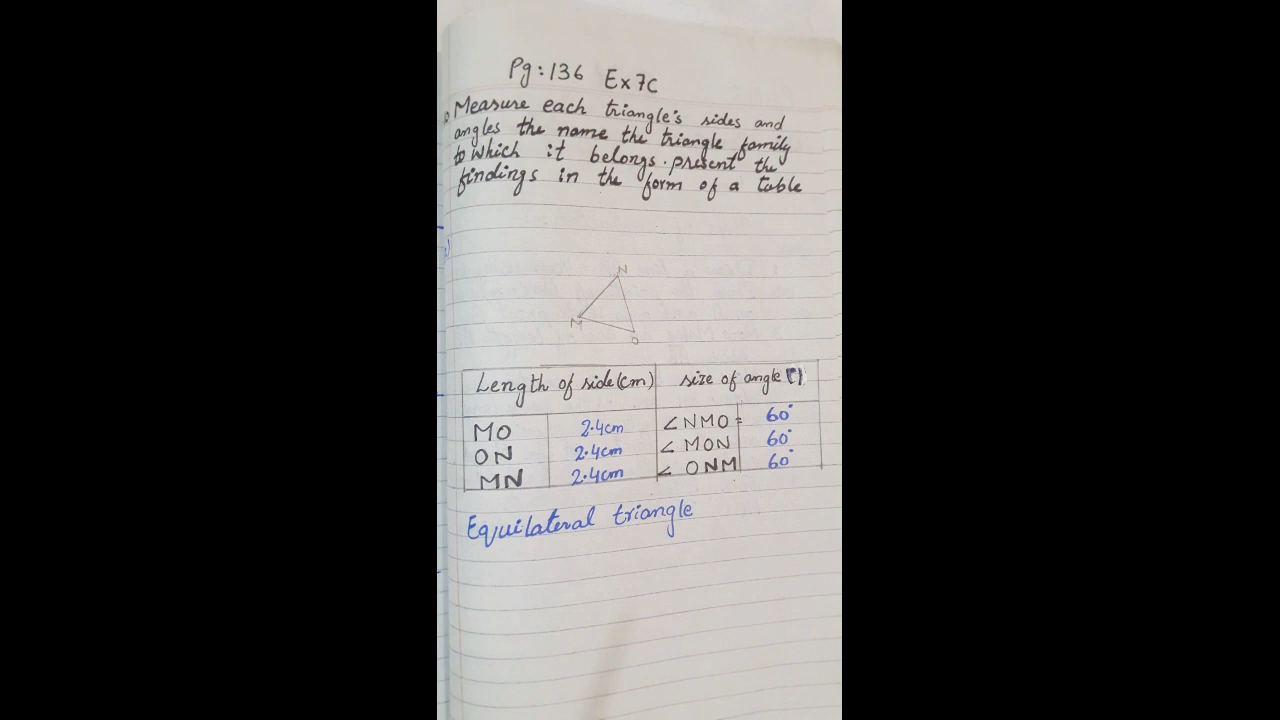 Pg:136 Ex7C
Measure each triangle's sides and
angles the name the triangle family
to which it belongs. present the
findings in the form of a table
N
M
O
Length of side(cm) size of angle (°)
MO 2.4cm ∠NMO = 60°
ON 2.4cm ∠ MON 60°
MN 2.4cm ∠ ONM 60°
Equilateral triangle